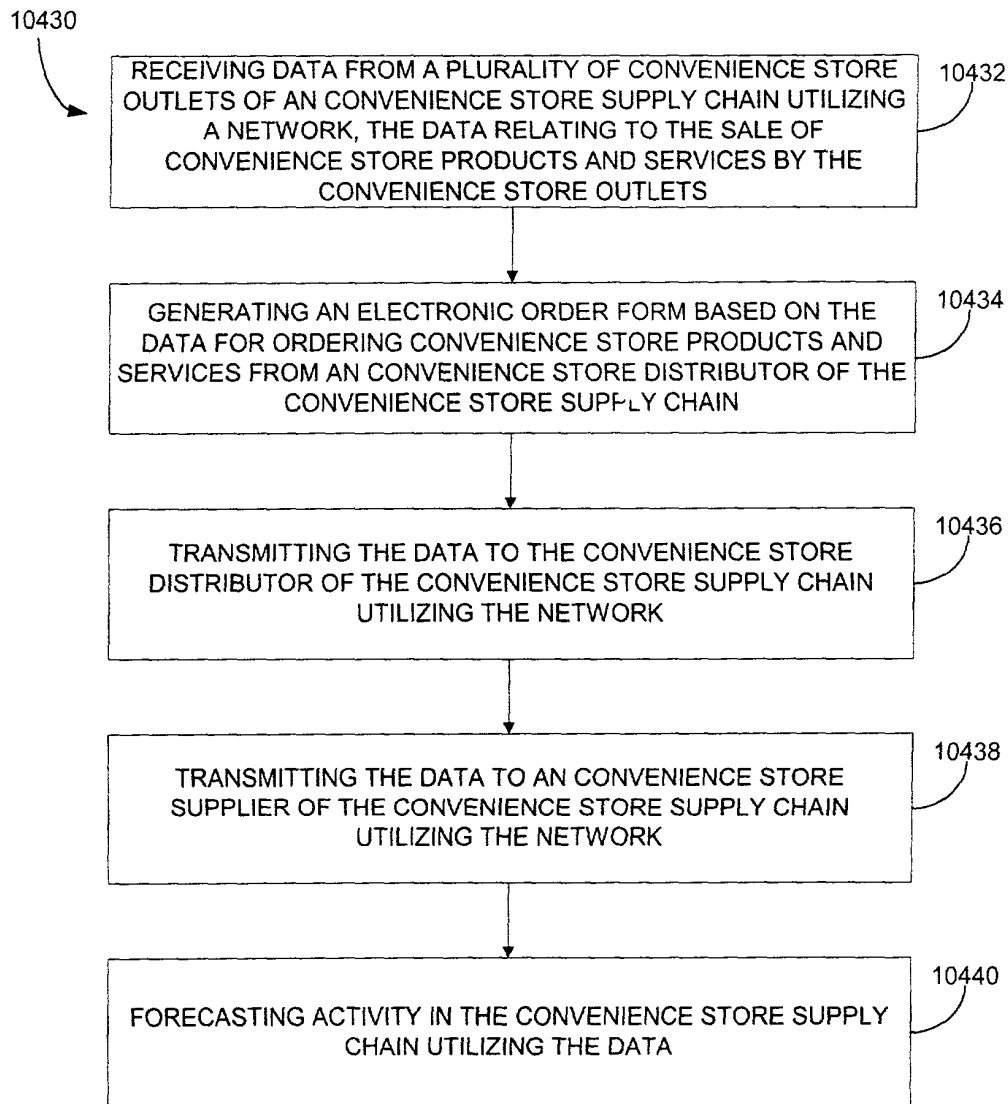 10430
RECEIVING DATA FROM A PLURALITY OF CONVENIENCE STORE
OUTLETS OF AN CONVENIENCE STORE SUPPLY CHAIN UTILIZING
A NETWORK, THE DATA RELATING TO THE SALE OF
CONVENIENCE STORE PRODUCTS AND SERVICES BY THE
CONVENIENCE STORE OUTLETS
10432
GENERATING AN ELECTRONIC ORDER FORM BASED ON THE
DATA FOR ORDERING CONVENIENCE STORE PRODUCTS AND
SERVICES FROM AN CONVENIENCE STORE DISTRIBUTOR OF THE
CONVENIENCE STORE SUPPLY CHAIN
10434
TRANSMITTING THE DATA TO THE CONVENIENCE STORE
DISTRIBUTOR OF THE CONVENIENCE STORE SUPPLY CHAIN
UTILIZING THE NETWORK
10436
TRANSMITTING THE DATA TO AN CONVENIENCE STORE
SUPPLIER OF THE CONVENIENCE STORE SUPPLY CHAIN
UTILIZING THE NETWORK
10438
FORECASTING ACTIVITY IN THE CONVENIENCE STORE SUPPLY
CHAIN UTILIZING THE DATA
10440